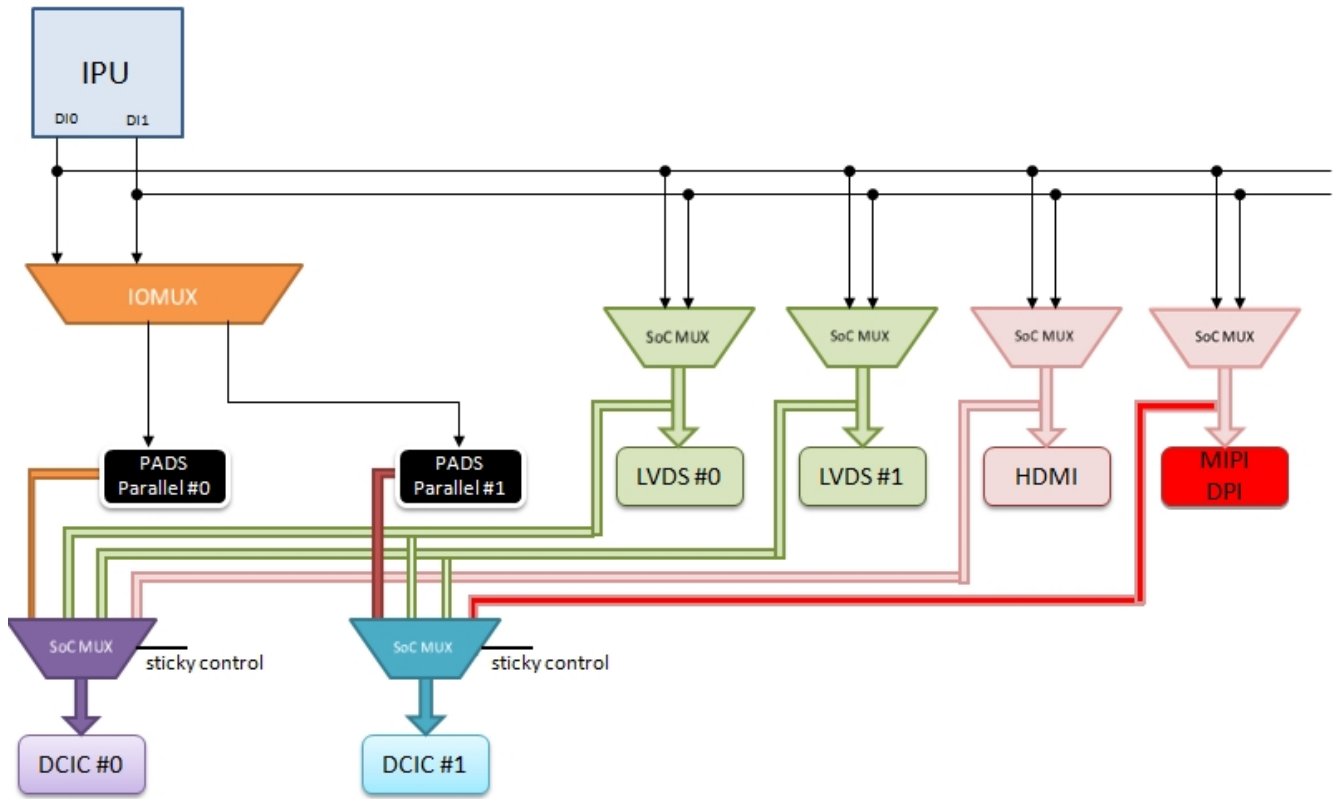 IPU
DI0
DI1
IOMUX
SoC MUX
SoC MUX
SoC MUX
SoC MUX
PADS
Parallel #0
PADS
Parallel #1
LVDS #0
LVDS #1
HDMI
MIPI
DPI
SoC MUX
sticky control
SoC MUX
sticky control
DCIC #0
DCIC #1